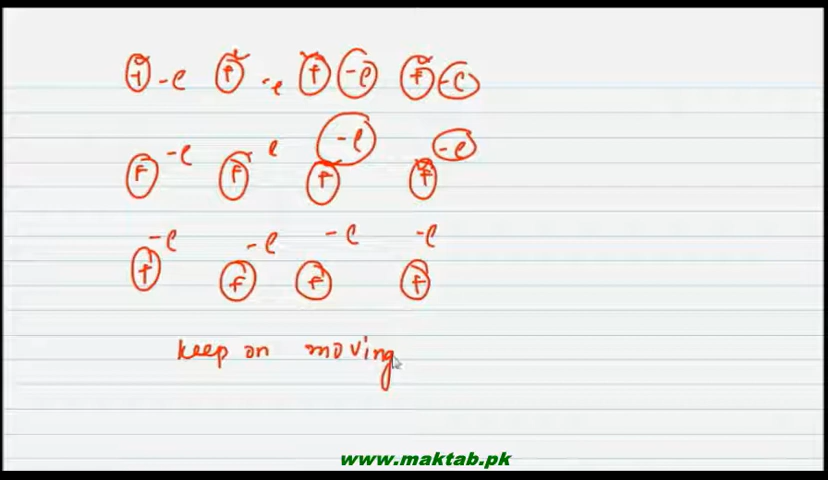 + -e + -e + -e + -e
+ -e + e + -e + -e
+ -e + -e + -e + -e
keep on moving
www.maktab.pk